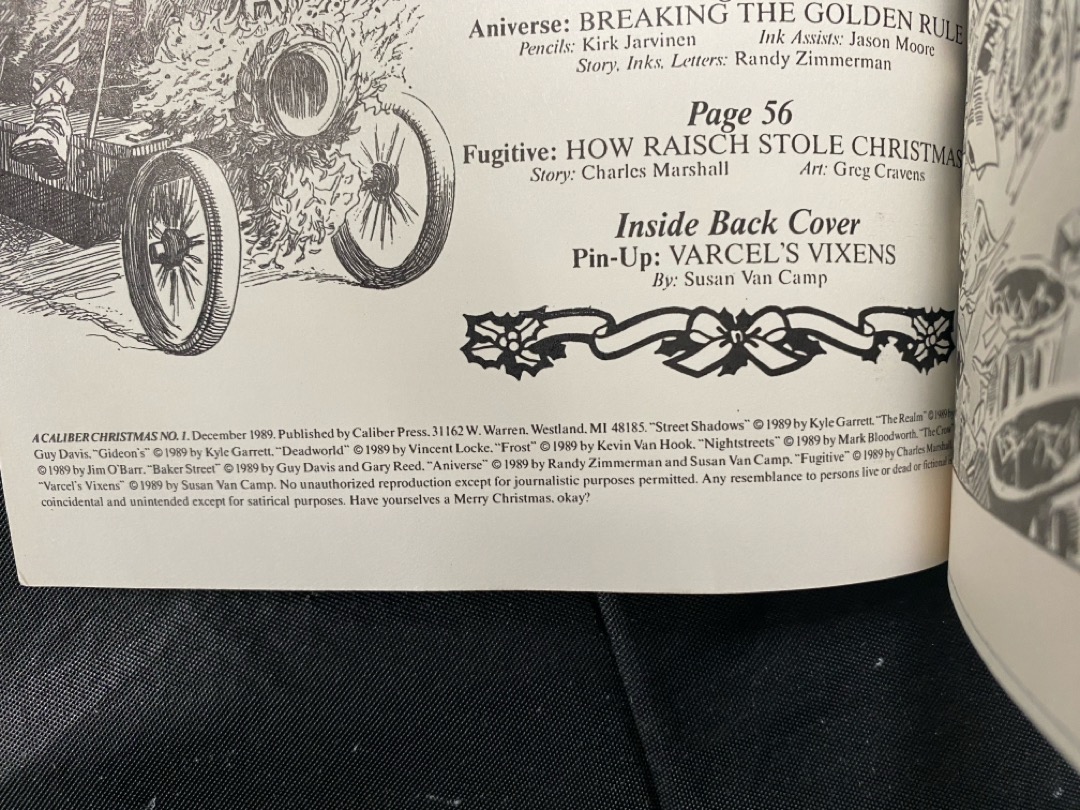 Aniverse: BREAKING THE GOLDEN RULE
Pencils: Kirk Jarvinen Ink Assists: Jason Moore
Story, Inks, Letters: Randy Zimmerman
Page 56
Fugitive: HOW RAISCH STOLE CHRISTMAS
Story: Charles Marshall Art: Greg Cravens
Inside Back Cover
Pin-Up: VARCEL'S VIXENS
By: Susan Van Camp
A CALIBER CHRISTMAS NO. 1. December 1989. Published by Caliber Press. 31162 W. Warren. Westland, MI 48185. "Street Shadows" © 1989 by Kyle Garrett. "The Realm" © 1989 by
Guy Davis. "Gideon's" © 1989 by Kyle Garrett. "Deadworld" © 1989 by Vincent Locke. "Frost" © 1989 by Kevin Van Hook. "Nightstreets" © 1989 by Mark Bloodworth. "The Crow"
© 1989 by Jim O'Barr. "Baker Street" © 1989 by Guy Davis and Gary Reed. "Aniverse" © 1989 by Randy Zimmerman and Susan Van Camp. "Fugitive" © 1989 by Charles Marshall.
"Varcel's Vixens" © 1989 by Susan Van Camp. No unauthorized reproduction except for journalistic purposes permitted. Any resemblance to persons live or dead or fictional
coincidental and unintended except for satirical purposes. Have yourselves a Merry Christmas, okay?